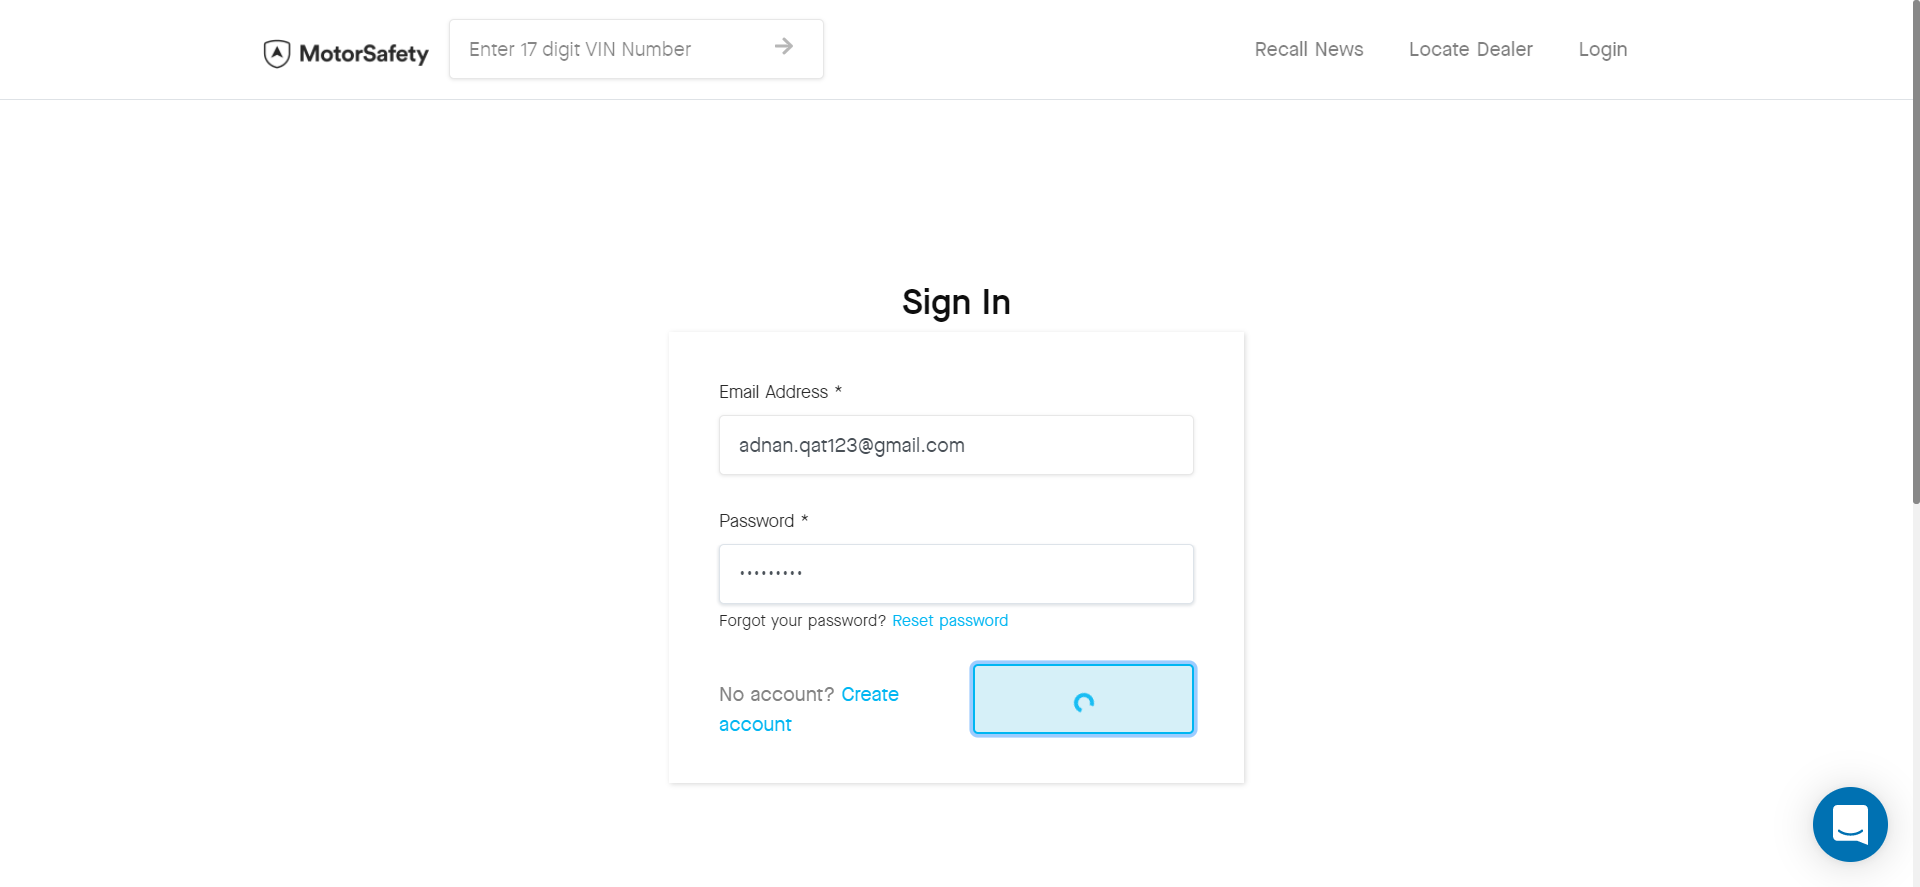 MotorSafety
Enter 17 digit VIN Number
Recall News
Locate Dealer
Login
Sign In
Email Address *
adnan.qat123@gmail.com
Password *
•••••••••
Forgot your password? Reset password
No account? Create
account